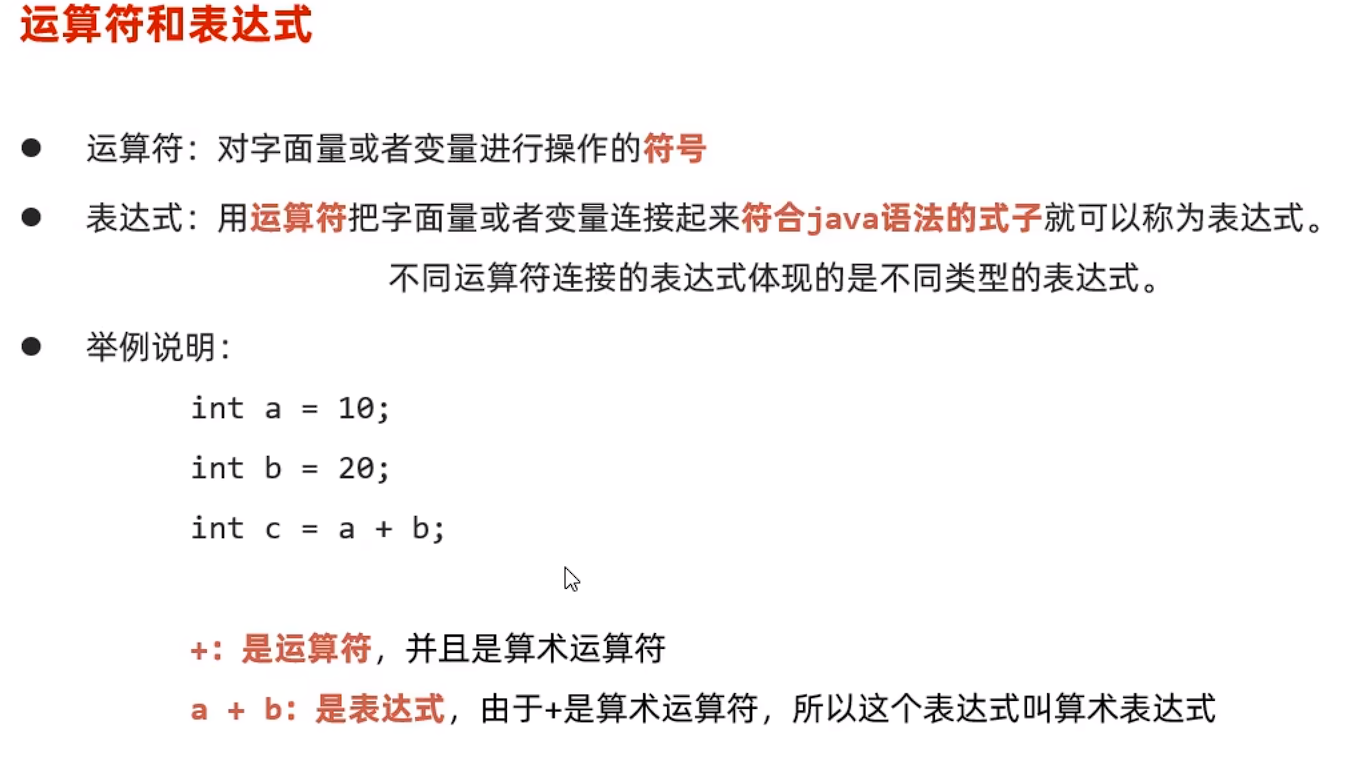 运算符和表达式
● 运算符：对字面量或者变量进行操作的符号
● 表达式：用运算符把字面量或者变量连接起来符合java语法的式子就可以称为表达式。
不同运算符连接的表达式体现的是不同类型的表达式。
● 举例说明：
int a = 10;
int b = 20;
int c = a + b;
+：是运算符，并且是算术运算符
a + b：是表达式，由于+是算术运算符，所以这个表达式叫算术表达式